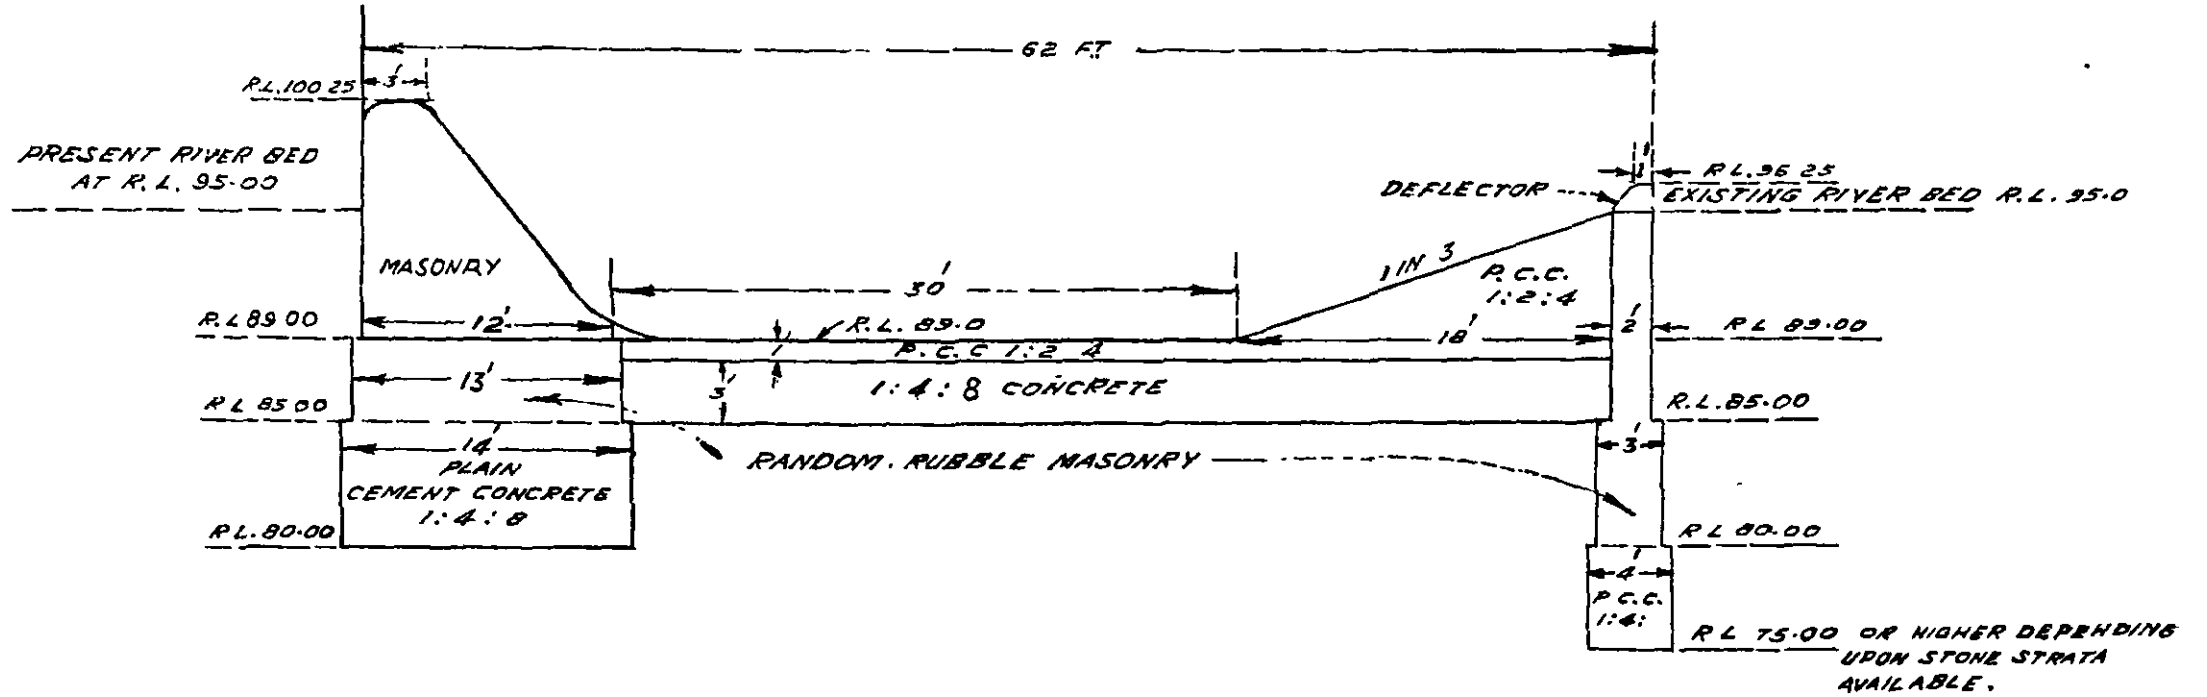 62 FT.
3'
R.L. 100 25
PRESENT RIVER BED
AT R.L. 95.00
1'
R L. 96 25
DEFLECTOR
EXISTING RIVER BED R.L. 95.0
MASONRY
1 IN 3
P.C.C.
1:2:4
30'
R.L 89 00
12'
R.L. 89.0
18'
2'
R L 89.00
1'
P.C.C 1:2 4
13'
3'
1:4:8 CONCRETE
R L 85 00
R.L. 85.00
14'
3'
PLAIN
CEMENT CONCRETE
1:4:8
RANDOM. RUBBLE MASONRY
R L. 80.00
R L 80.00
4'
P C.C.
1:4:
R L 75.00 OR HIGHER DEPENDING
UPON STONE STRATA
AVAILABLE.